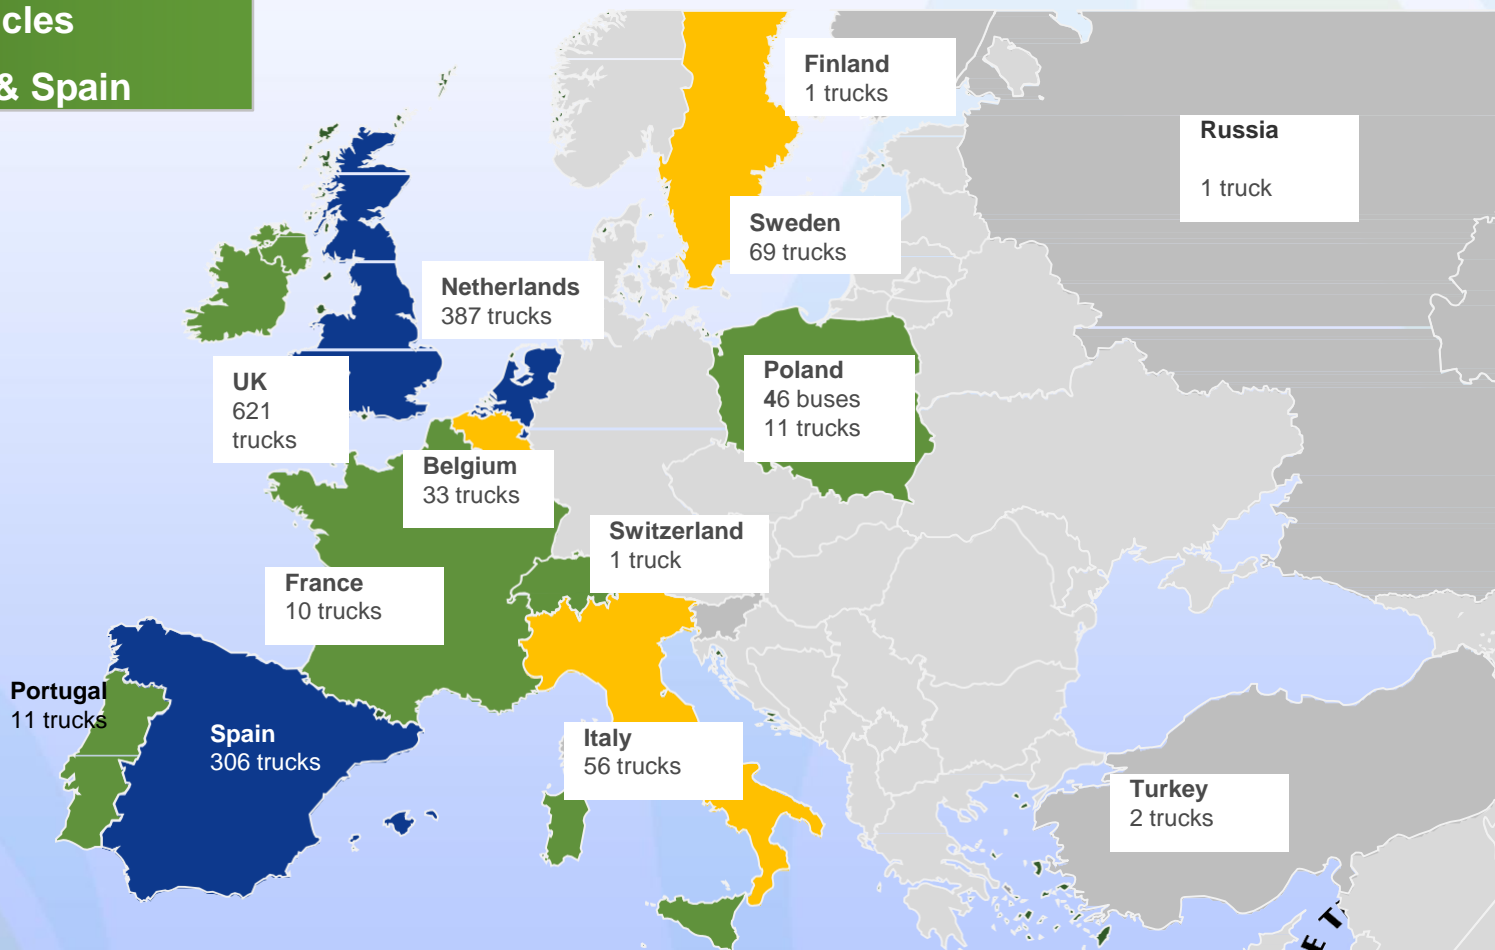 cles
& Spain
Finland
1 trucks
Russia
1 truck
Sweden
69 trucks
Netherlands
387 trucks
UK
621
trucks
Poland
46 buses
11 trucks
Belgium
33 trucks
Switzerland
1 truck
France
10 trucks
Portugal
11 trucks
Spain
306 trucks
Italy
56 trucks
Turkey
2 trucks
E T